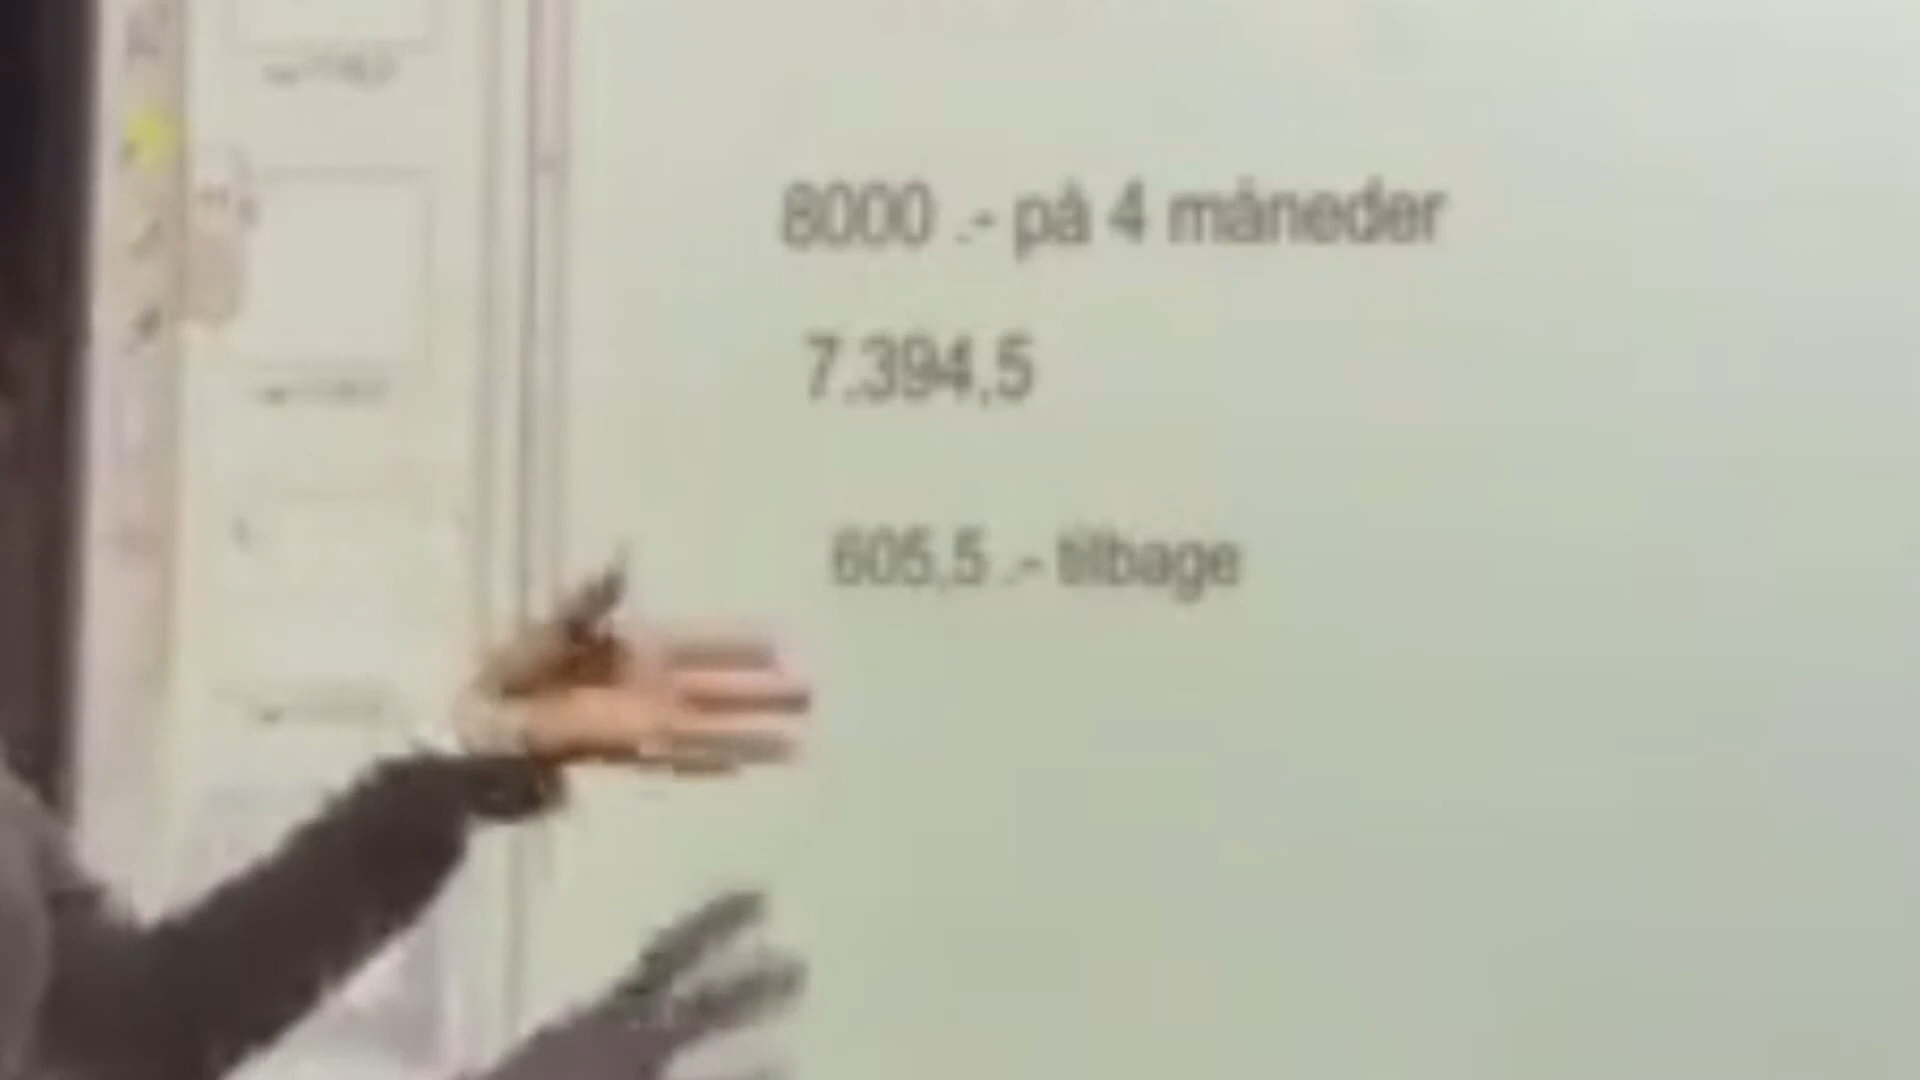 8000 .- på 4 måneder
7.394,5
605,5 .- tilbage